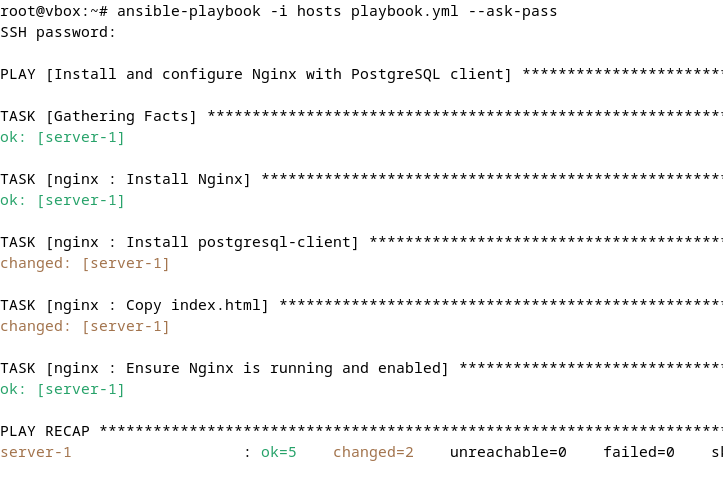 root@vbox:~# ansible-playbook -i hosts playbook.yml --ask-pass
SSH password:
PLAY [Install and configure Nginx with PostgreSQL client] ***********************
TASK [Gathering Facts] **********************************************************
ok: [server-1]
TASK [nginx : Install Nginx] ****************************************************
ok: [server-1]
TASK [nginx : Install postgresql-client] ****************************************
changed: [server-1]
TASK [nginx : Copy index.html] **************************************************
changed: [server-1]
TASK [nginx : Ensure Nginx is running and enabled] ******************************
ok: [server-1]
PLAY RECAP **********************************************************************
server-1                   : ok=5    changed=2    unreachable=0    failed=0